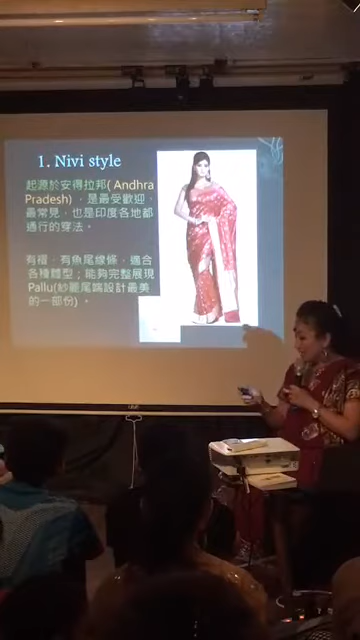 1. Nivi style
起源於安得拉邦(Andhra
Pradesh)，是最受歡迎，
最常見，也是印度各地都
通行的穿法。
有褶，有魚尾線條，適合
各種體型；能夠完整展現
Pallu(紗麗尾端設計最美
的一部份)。